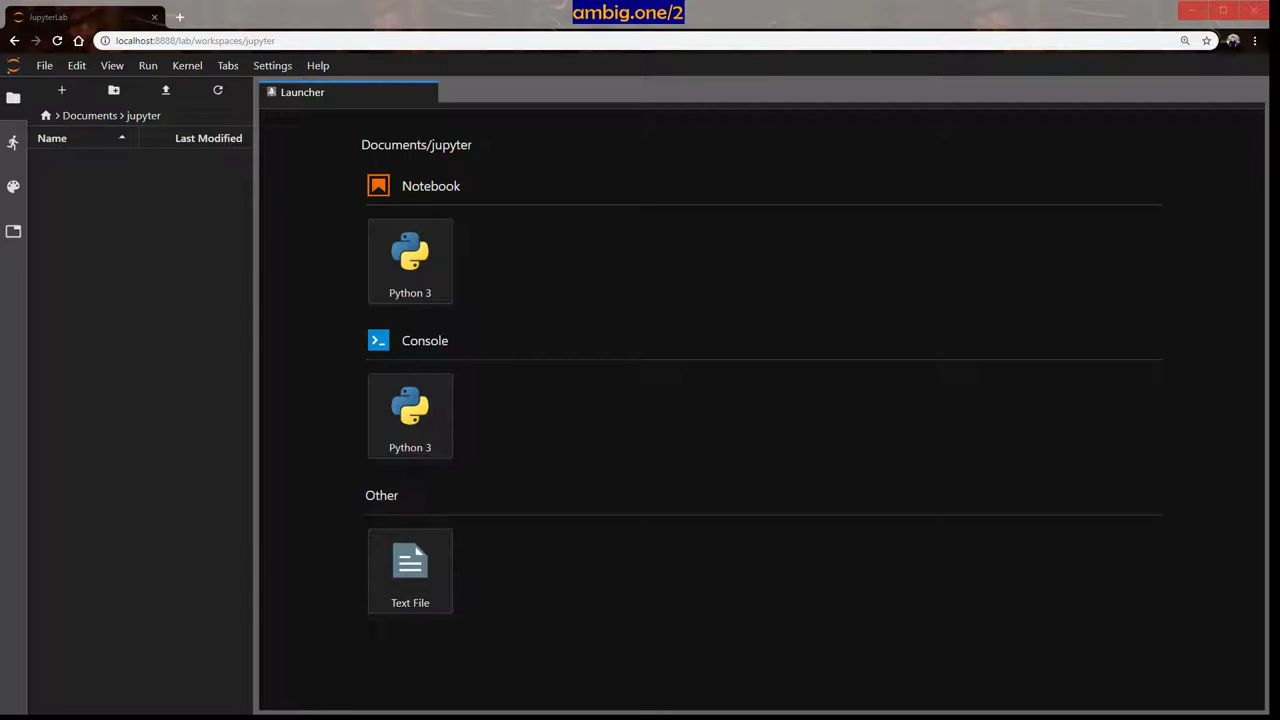 ambig.one/2
JupyterLab
localhost:8888/lab/workspaces/jupyter
File Edit View Run Kernel Tabs Settings Help
Launcher
Documents jupyter
Name Last Modified
Documents/jupyter
Notebook
Python 3
Console
Python 3
Other
Text File